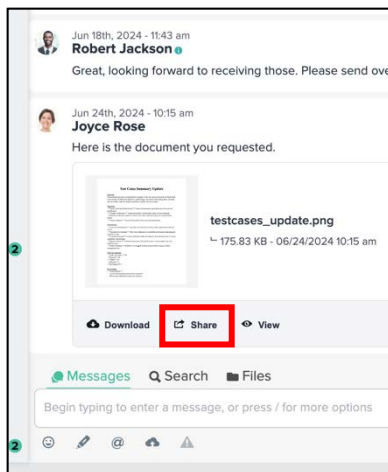 Jun 18th, 2024 - 11:43 am
Robert Jackson
Great, looking forward to receiving those. Please send ove
Jun 24th, 2024 - 10:15 am
Joyce Rose
Here is the document you requested.
Test Cases Summary Update
testcases_update.png
175.83 KB - 06/24/2024 10:15 am
2
Download Share View
Messages Search Files
Begin typing to enter a message, or press / for more options
2
@